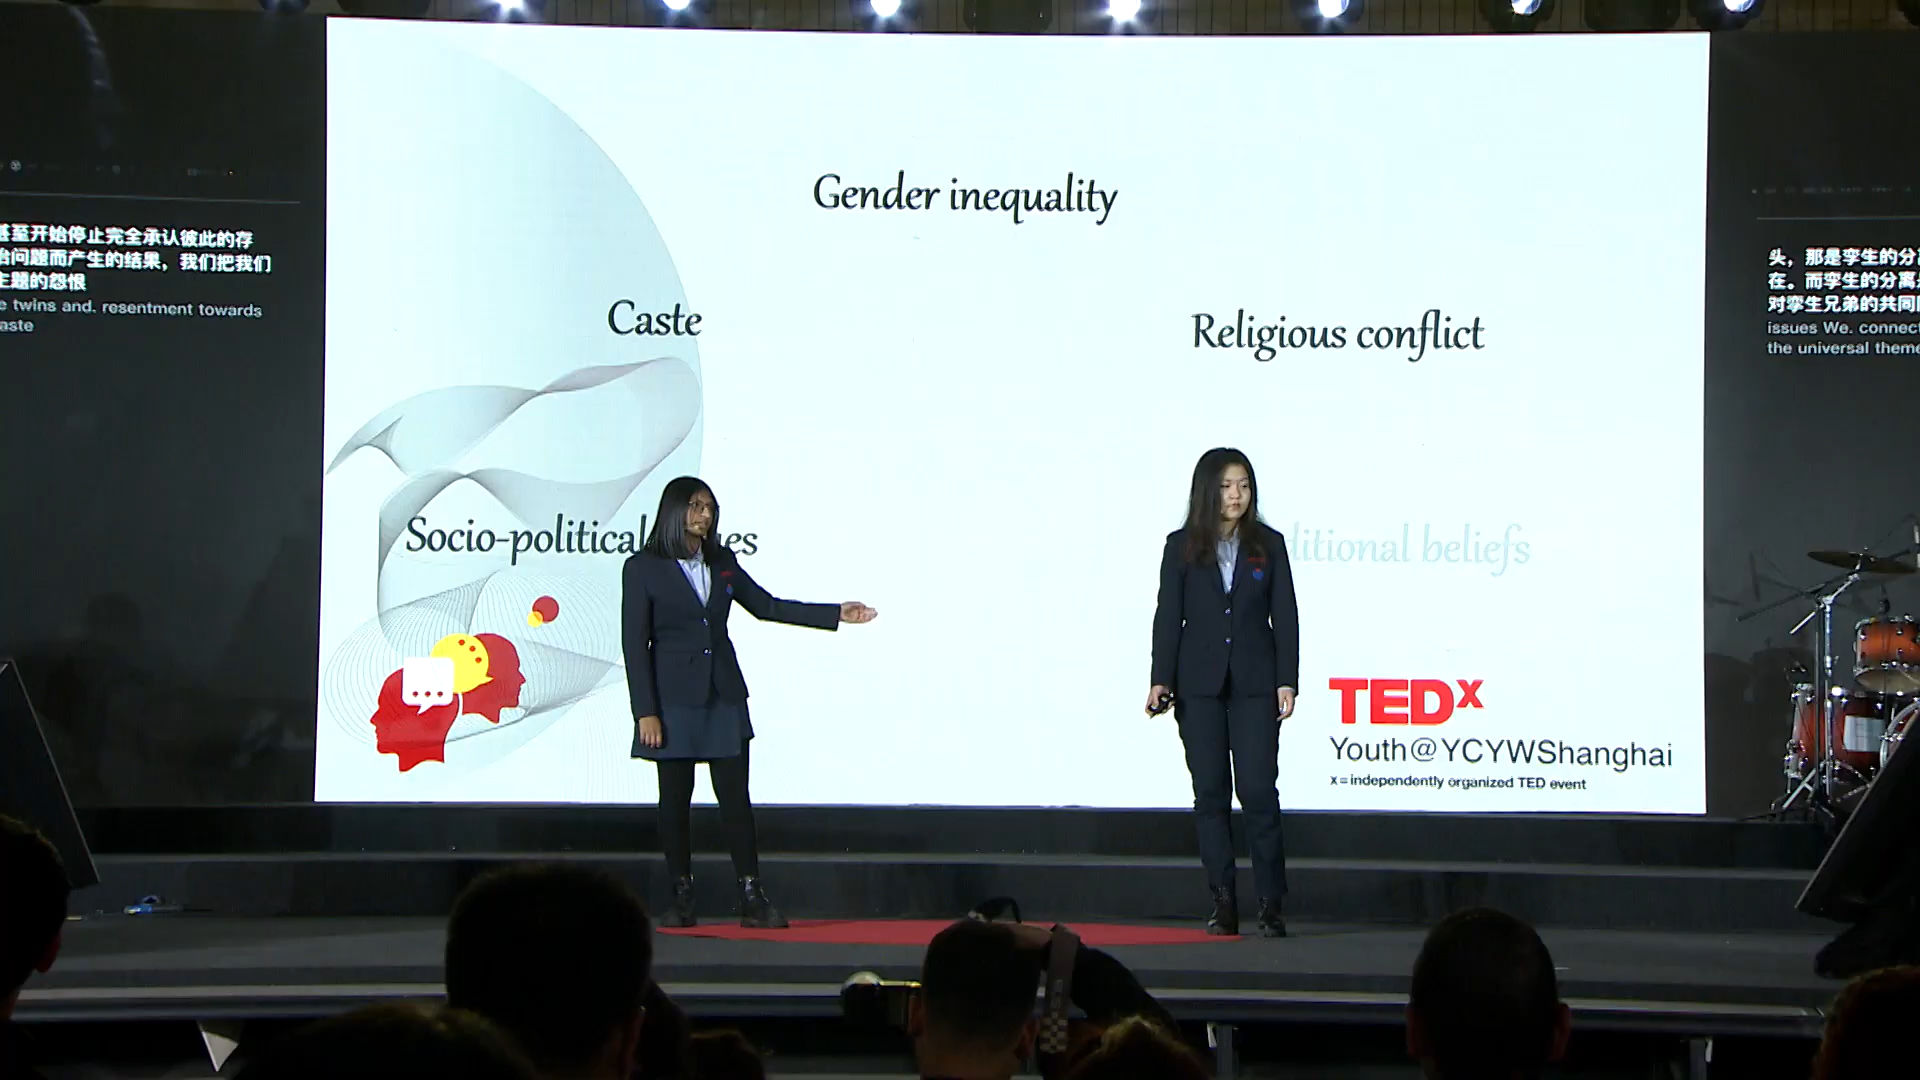 Gender inequality
Caste
Religious conflict
Socio-political
ditional beliefs
TEDx
Youth@YCYWShanghai
x=independently organized TED event
甚至开始停止完全承认彼此的存
治问题而产生的结果，我们把我们
主题的怨恨
e twins and. resentment towards
aste
头，那是孪生的分
在。而孪生的分离
对孪生兄弟的共同
issues We. connect
the universal theme